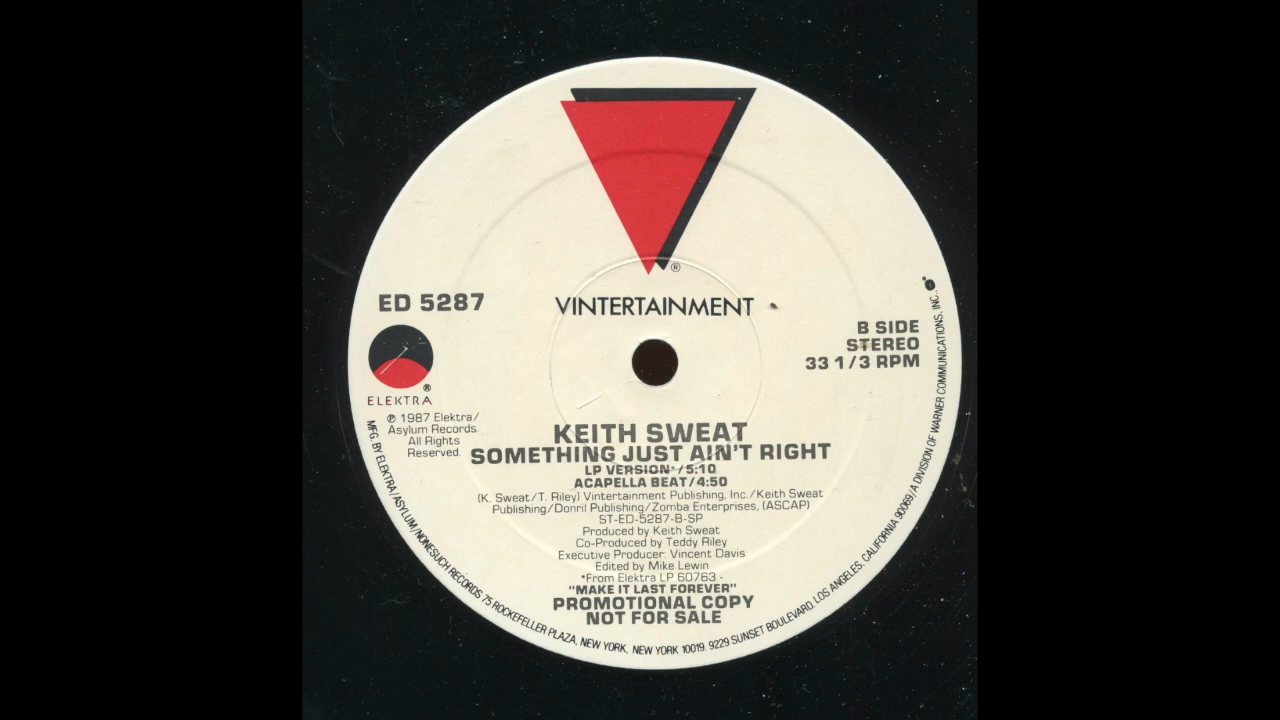 ®
VINTERTAINMENT
ED 5287
B SIDE
STEREO
33 1/3 RPM
®
ELEKTRA
℗ 1987 Elektra/
Asylum Records.
All Rights
Reserved.
KEITH SWEAT
SOMETHING JUST AIN'T RIGHT
LP VERSION*/5:10
ACAPELLA BEAT/4:50
(K. Sweat/T. Riley) Vintertainment Publishing, Inc./Keith Sweat
Publishing/Donril Publishing/Zomba Enterprises, (ASCAP)
ST-ED-5287-B-SP
Produced by Keith Sweat
Co-Produced by Teddy Riley
Executive Producer: Vincent Davis
Edited by Mike Lewin
*From Elektra LP 60763 -
"MAKE IT LAST FOREVER"
PROMOTIONAL COPY
NOT FOR SALE
MFG. BY ELEKTRA/ASYLUM/NONESUCH RECORDS 75 ROCKEFELLER PLAZA, NEW YORK, NEW YORK 10019. 9229 SUNSET BOULEVARD, LOS ANGELES, CALIFORNIA 90069/A DIVISION OF WARNER COMMUNICATIONS, INC..